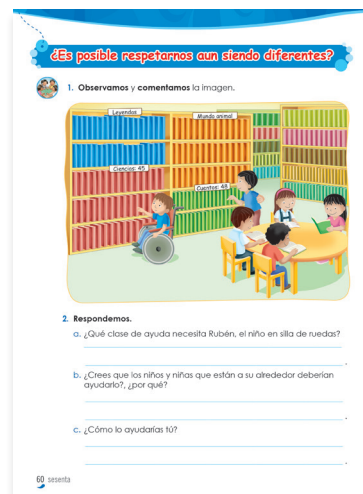 ¿Es posible respetarnos aun siendo diferentes?
1. Observamos y comentamos la imagen.
Leyendas
Mundo animal
Ciencias: 45
Cuentos: 48
2. Respondemos.
a. ¿Qué clase de ayuda necesita Rubén, el niño en silla de ruedas?
b. ¿Crees que los niños y niñas que están a su alrededor deberían
ayudarlo?, ¿por qué?
c. ¿Cómo lo ayudarías tú?
60 sesenta